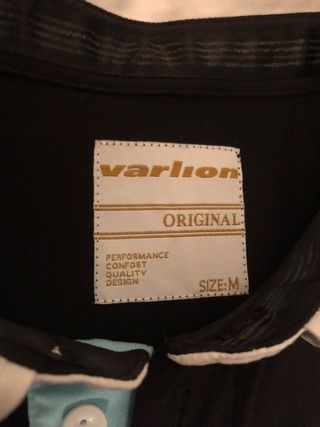 varlion
ORIGINAL
PERFORMANCE
CONFORT
QUALITY
DESIGN
SIZE:M